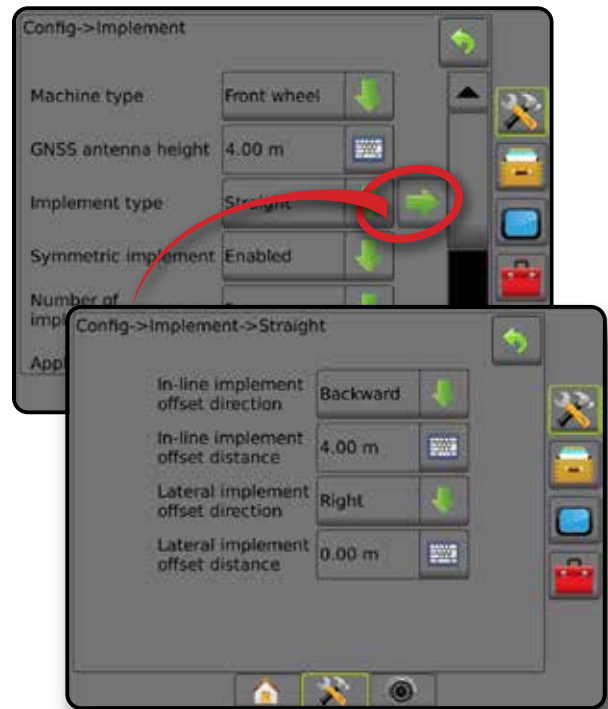 Config->Implement
Machine type Front wheel
GNSS antenna height 4.00 m
Implement type Straight
Symmetric implement Enabled
Number of
Config->Implement->Straight
In-line implement
offset direction Backward
In-line implement
offset distance 4.00 m
Lateral implement
offset direction Right
Lateral implement
offset distance 0.00 m